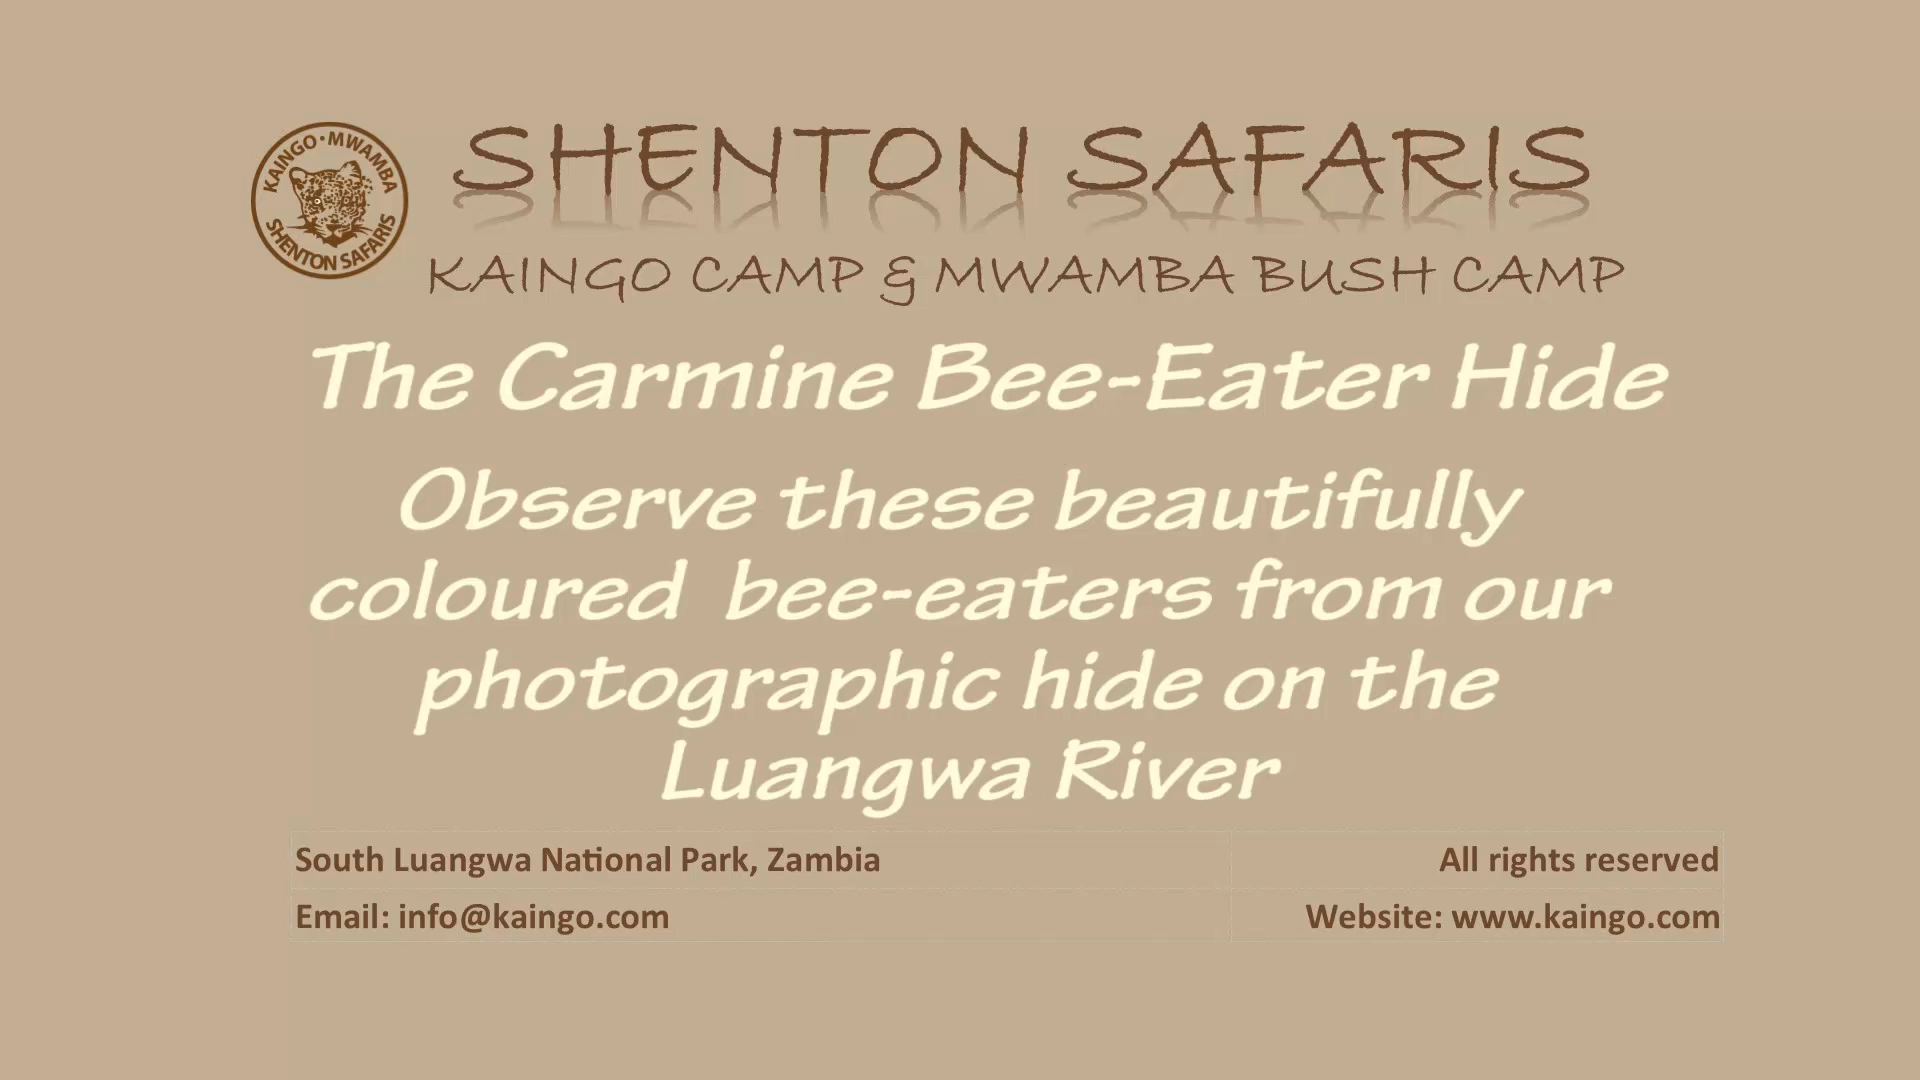 KAINGO • MWAMBA
SHENTON SAFARIS
SHENTON SAFARIS
KAINGO CAMP & MWAMBA BUSH CAMP
The Carmine Bee-Eater Hide
Observe these beautifully
coloured bee-eaters from our
photographic hide on the
Luangwa River
South Luangwa National Park, Zambia
All rights reserved
Email: info@kaingo.com
Website: www.kaingo.com